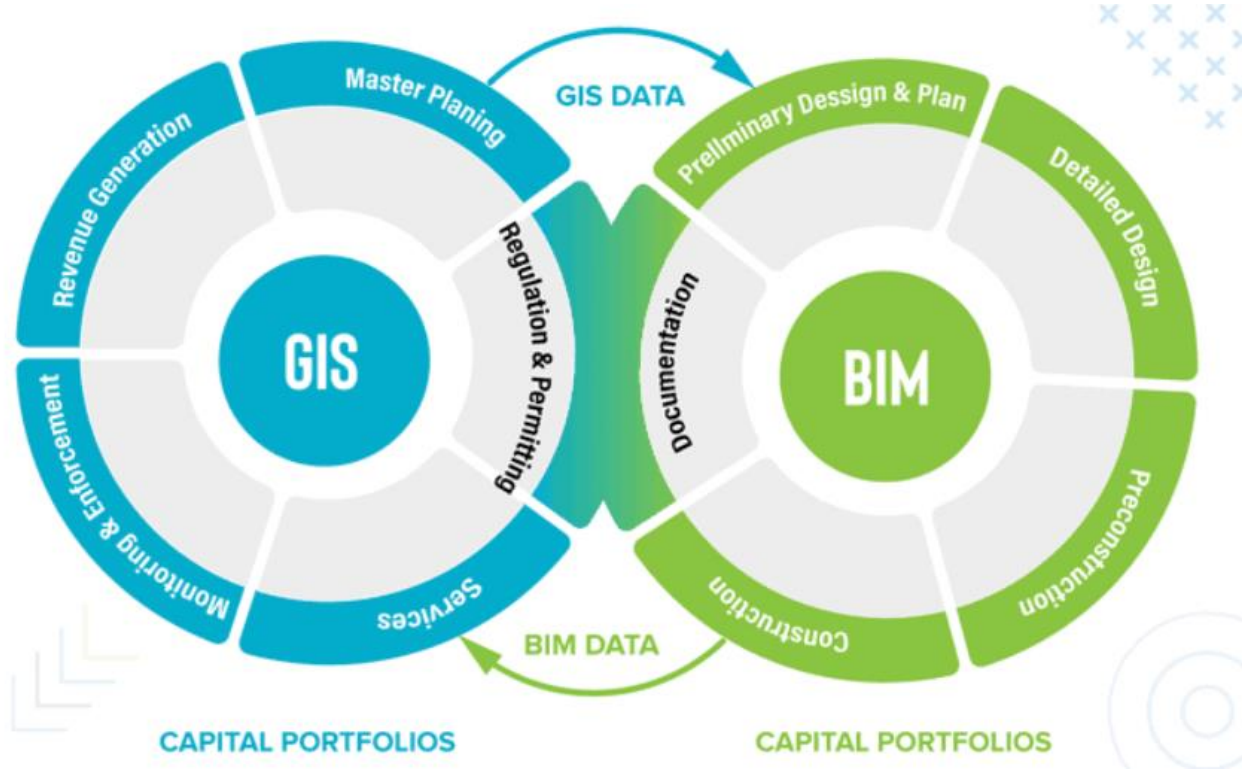 Master Planing
GIS DATA
Prellminary Dessign & Plan
Revenue Generation
Detailed Design
Regulation & Permitting
Documentation
GIS
BIM
Monitoring & Enforcement
Preconstruction
Services
Construction
BIM DATA
CAPITAL PORTFOLIOS
CAPITAL PORTFOLIOS